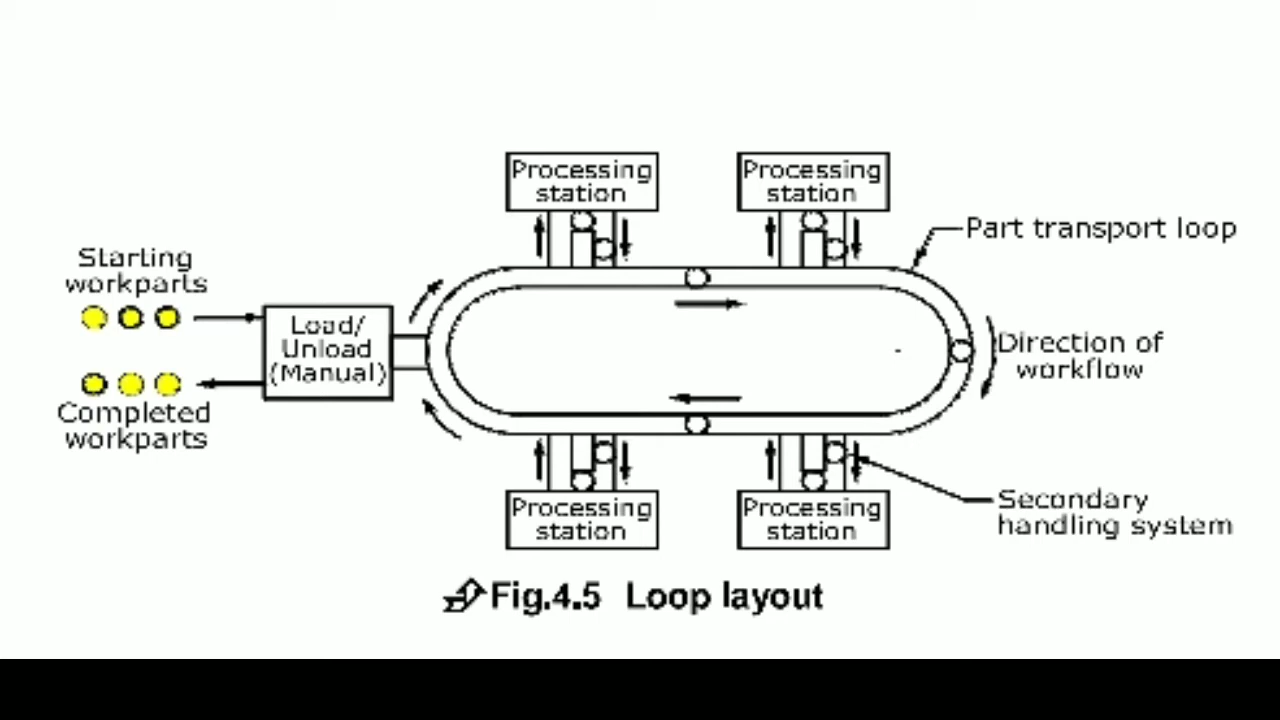 Processing
station
Processing
station
Part transport loop
Starting
workparts
Load/
Unload
(Manual)
Direction of
workflow
Completed
workparts
Processing
station
Processing
station
Secondary
handling system
Fig.4.5 Loop layout